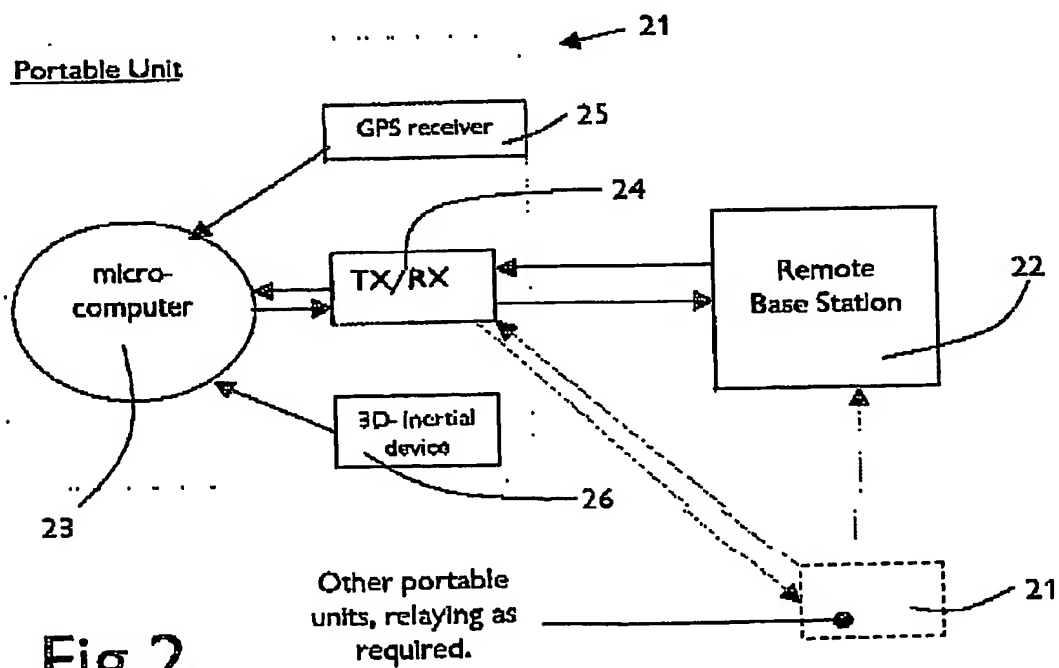 21
Portable Unit
GPS receiver
25
24
micro-
computer
TX/RX
Remote
Base Station
22
3D-Inertial
device
26
23
Other portable
units, relaying as
required.
21
Fig 2